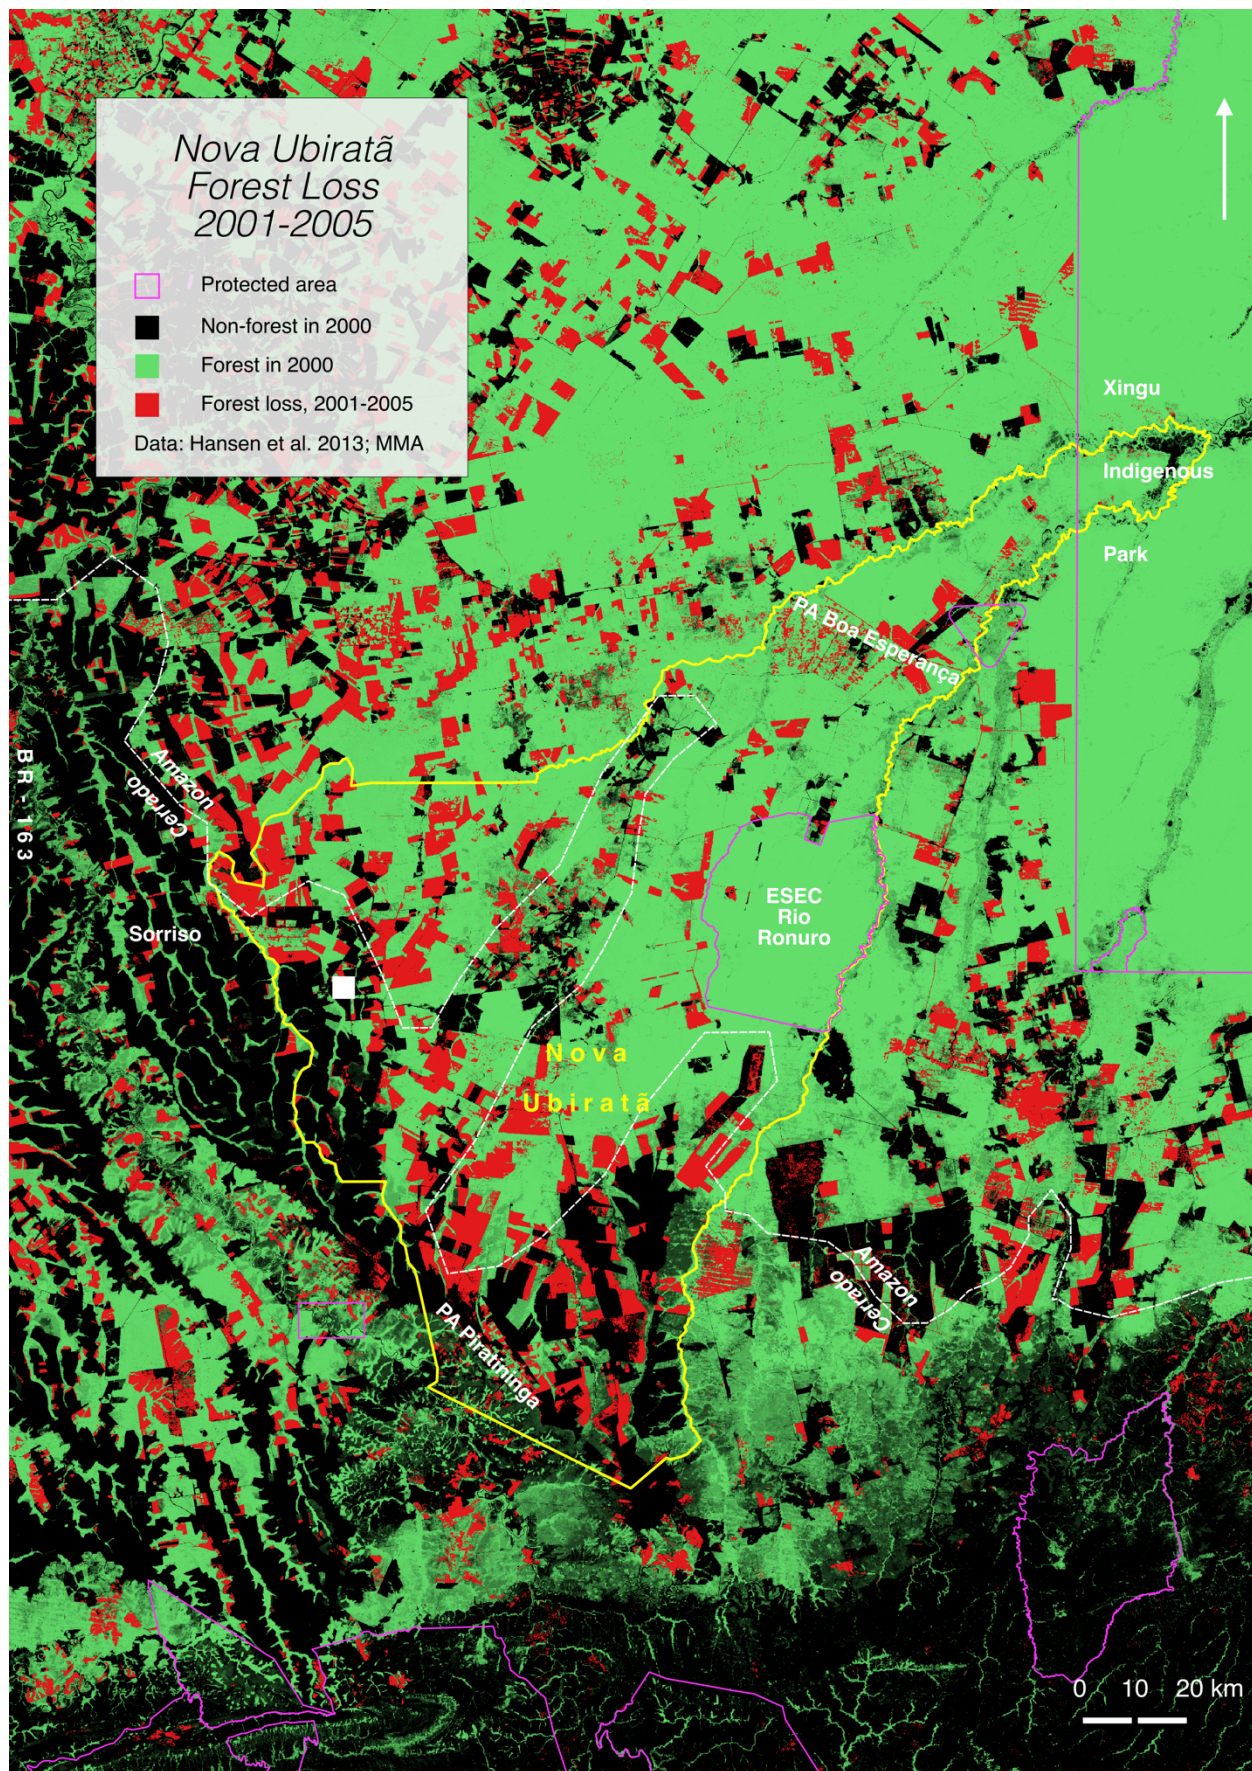 Nova Ubiratã
Forest Loss
2001-2005
Protected area
Non-forest in 2000
Forest in 2000
Forest loss, 2001-2005
Data: Hansen et al. 2013; MMA
Xingu
Indigenous
Park
PA Boa Esperança
BR-163
Amazon
Cerrado
ESEC
Rio
Ronuro
Sorriso
Nova
Ubiratã
Amazon
Cerrado
PA Piratininga
0 10 20 km